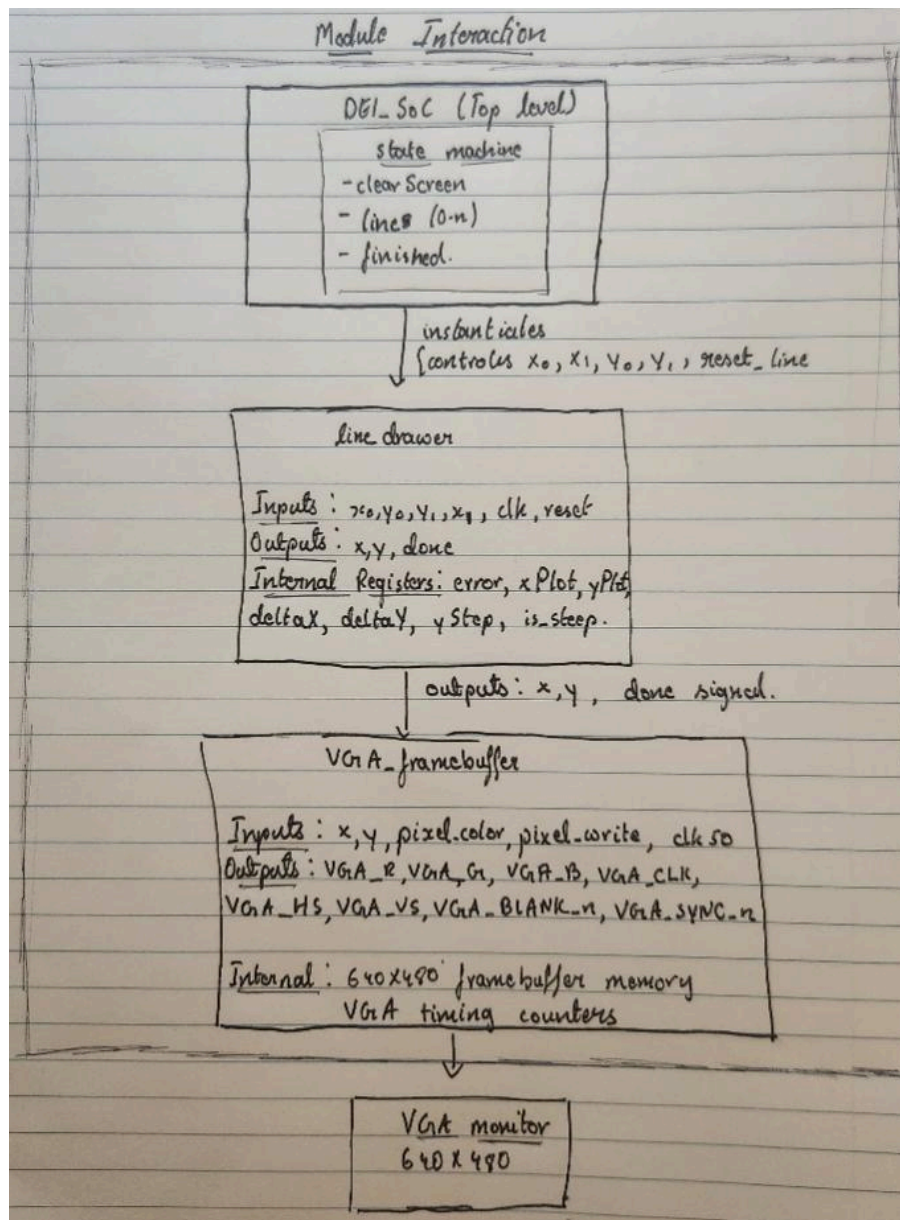 Module Interaction
DE1_SoC (Top level)
state machine
- clearScreen
- lines (0-n)
- finished.
instantiates
{controles x0, x1, y0, y1, reset_line
line drawer
Inputs : x0, y0, y1, x1, clk, reset
Outputs : x, y, done
Internal Registers: error, xPlot, yPlot,
deltaX, deltaY, yStep, is_steep.
outputs: x, y, done signal.
VGA_framebuffer
Inputs : x, y, pixel_color, pixel_write, clk50
Outputs : VGA_R, VGA_G, VGA_B, VGA_CLK,
VGA_HS, VGA_VS, VGA_BLANK_n, VGA_SYNC_n
Internal : 640x480 framebuffer memory
VGA timing counters
VGA monitor
640 x 480